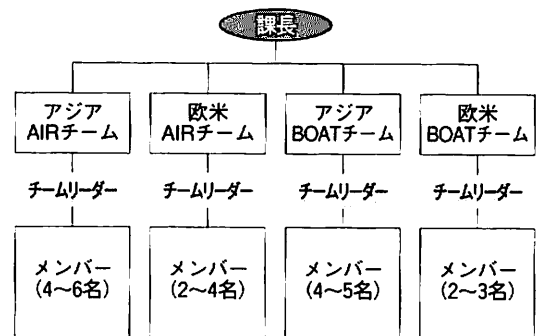 課長
アジア
AIRチーム
欧米
AIRチーム
アジア
BOATチーム
欧米
BOATチーム
チームリーダー
チームリーダー
チームリーダー
チームリーダー
メンバー
(4〜6名)
メンバー
(2〜4名)
メンバー
(4〜5名)
メンバー
(2〜3名)